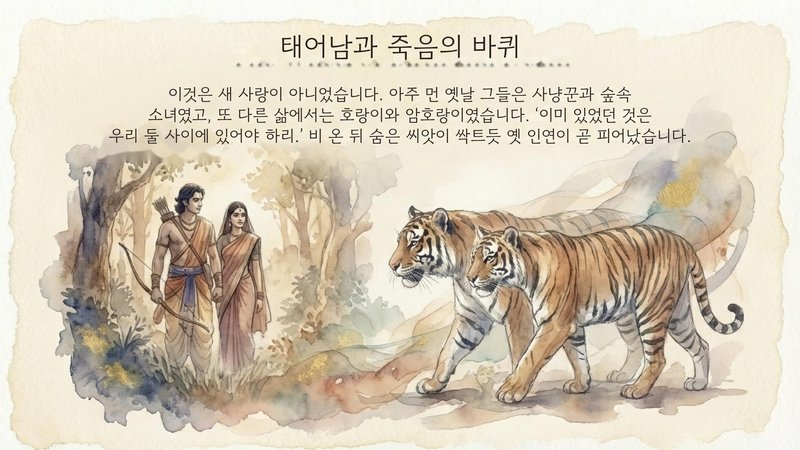 태어남과 죽음의 바퀴
이것은 새 사랑이 아니었습니다. 아주 먼 옛날 그들은 사냥꾼과 숲속
소녀였고, 또 다른 삶에서는 호랑이와 암호랑이였습니다. ‘이미 있었던 것은
우리 둘 사이에 있어야 하리.’ 비 온 뒤 숨은 씨앗이 싹트듯 옛 인연이 곧 피어났습니다.